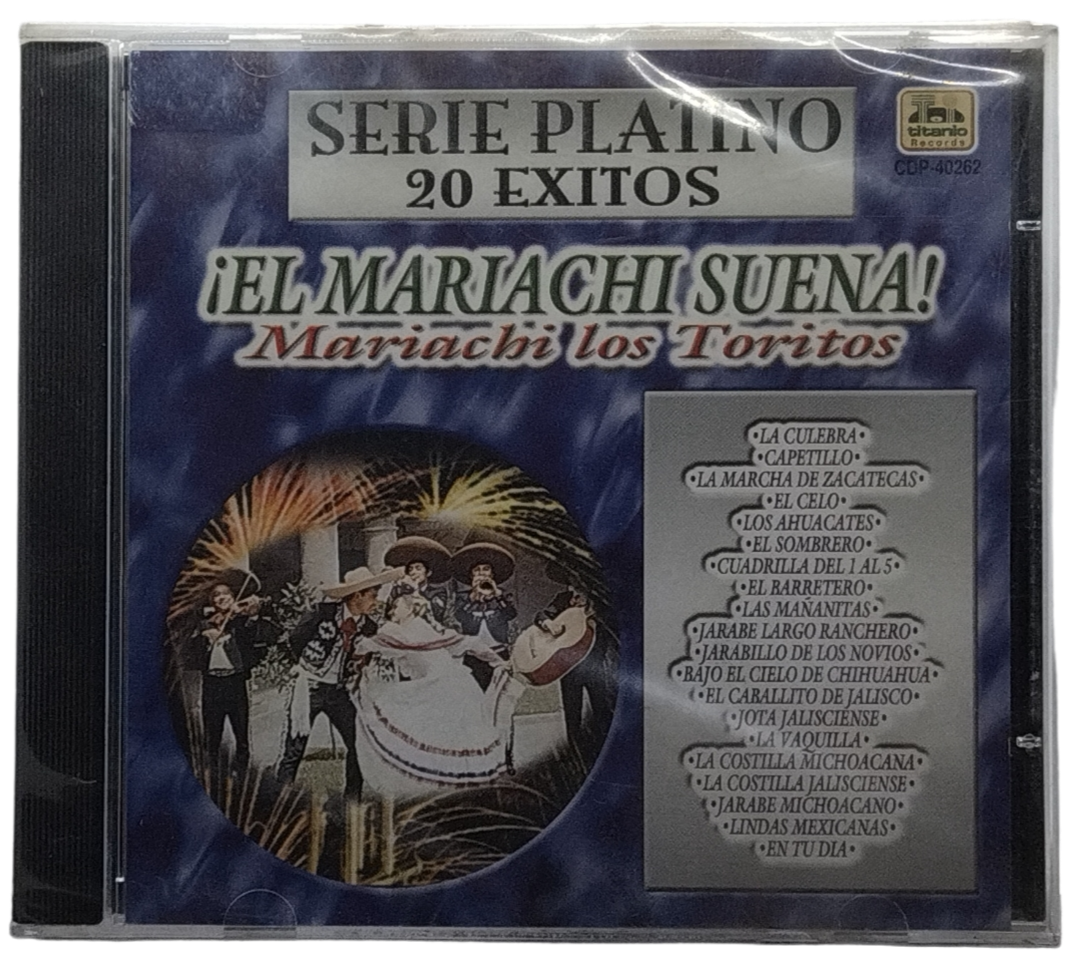 SERIE PLATINO
20 EXITOS
titanio
Records
CDP-40262
¡EL MARIACHI SUENA!
Mariachi los Toritos
•LA CULEBRA•
•CAPETILLO•
•LA MARCHA DE ZACATECAS•
•EL CELO•
•LOS AHUACATES•
•EL SOMBRERO•
•CUADRILLA DEL 1 AL 5•
•EL BARRETERO•
•LAS MAÑANITAS•
•JARABE LARGO RANCHERO•
•JARABILLO DE LOS NOVIOS•
•BAJO EL CIELO DE CHIHUAHUA•
•EL CABALLITO DE JALISCO•
•JOTA JALISCIENSE•
•LA VAQUILLA•
•LA COSTILLA MICHOACANA•
•LA COSTILLA JALISCIENSE•
•JARABE MICHOACANO•
•LINDAS MEXICANAS•
•EN TU DIA•